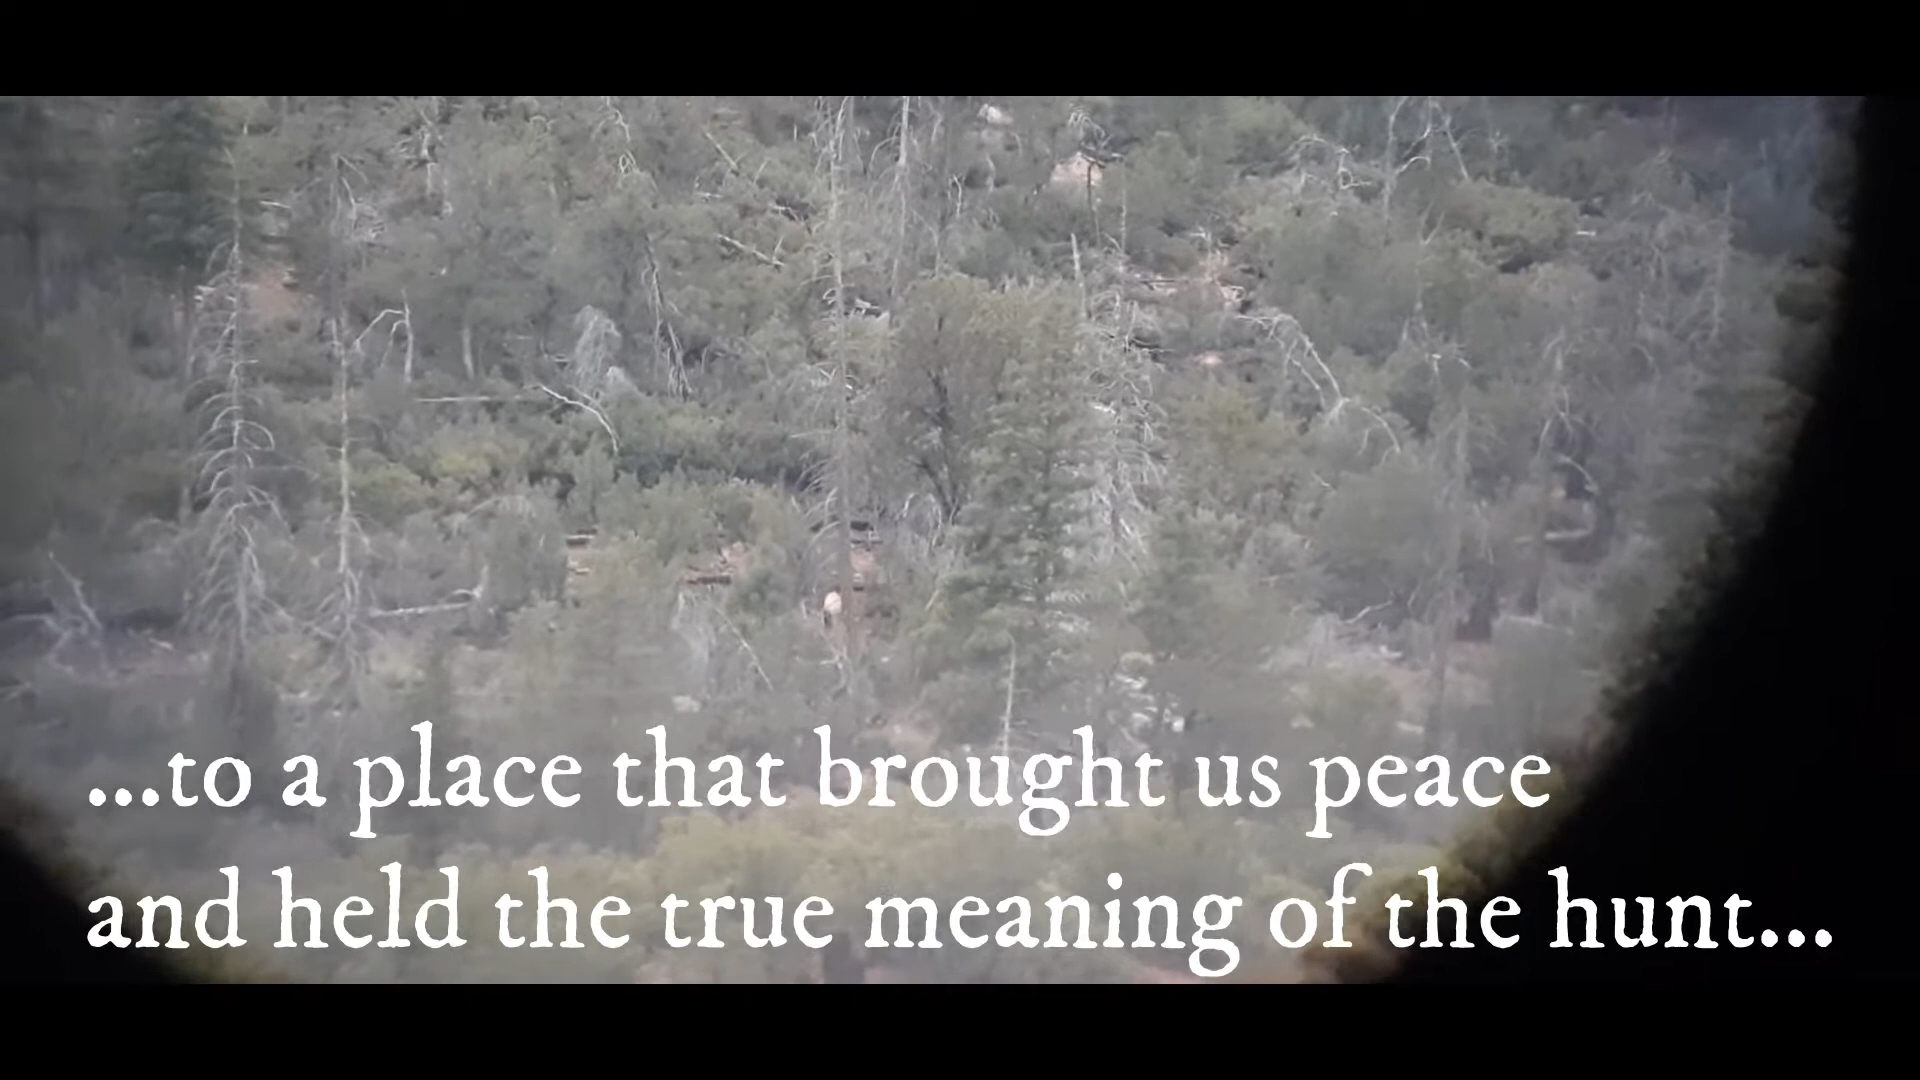 ...to a place that brought us peace
and held the true meaning of the hunt...